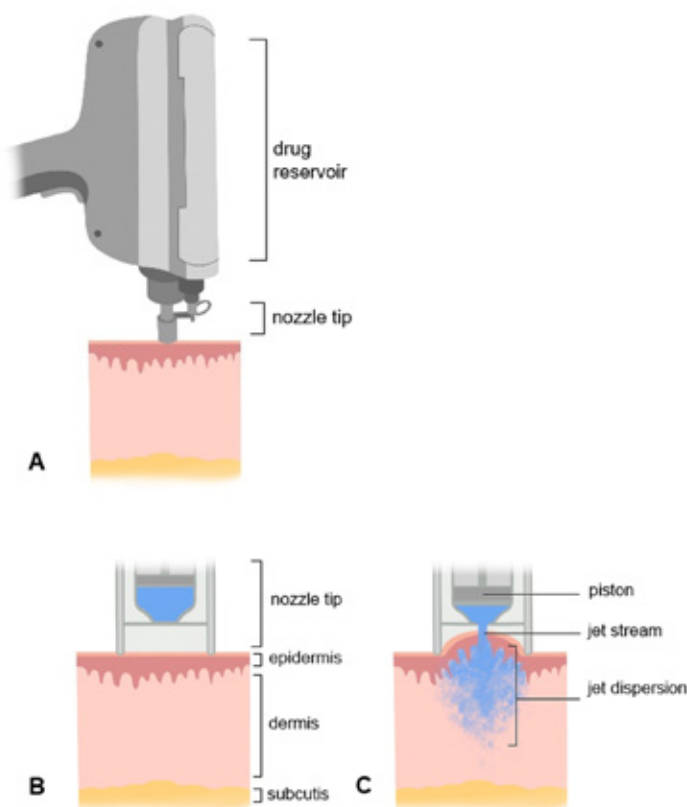 drug
reservoir
nozzle tip
A
nozzle tip
epidermis
dermis
subcutis
B
piston
jet stream
jet dispersion
C